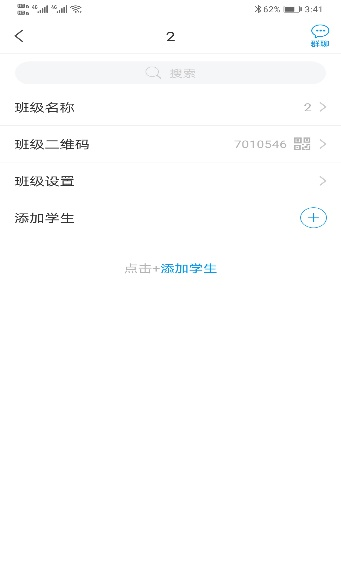 62% 3:41
2
群聊
搜索
班级名称 2
班级二维码 7010546
班级设置
添加学生
点击+添加学生